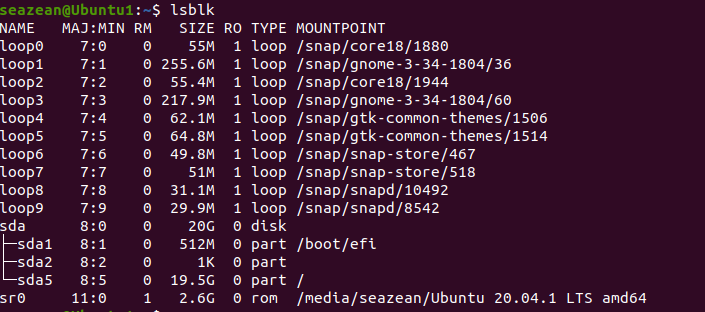 seazean@Ubuntu1:~$ lsblk
NAME   MAJ:MIN RM   SIZE RO TYPE MOUNTPOINT
loop0    7:0    0    55M  1 loop /snap/core18/1880
loop1    7:1    0 255.6M  1 loop /snap/gnome-3-34-1804/36
loop2    7:2    0  55.4M  1 loop /snap/core18/1944
loop3    7:3    0 217.9M  1 loop /snap/gnome-3-34-1804/60
loop4    7:4    0  62.1M  1 loop /snap/gtk-common-themes/1506
loop5    7:5    0  64.8M  1 loop /snap/gtk-common-themes/1514
loop6    7:6    0  49.8M  1 loop /snap/snap-store/467
loop7    7:7    0    51M  1 loop /snap/snap-store/518
loop8    7:8    0  31.1M  1 loop /snap/snapd/10492
loop9    7:9    0  29.9M  1 loop /snap/snapd/8542
sda      8:0    0    20G  0 disk
├─sda1   8:1    0   512M  0 part /boot/efi
├─sda2   8:2    0     1K  0 part
└─sda5   8:5    0  19.5G  0 part /
sr0     11:0    1   2.6G  0 rom  /media/seazean/Ubuntu 20.04.1 LTS amd64